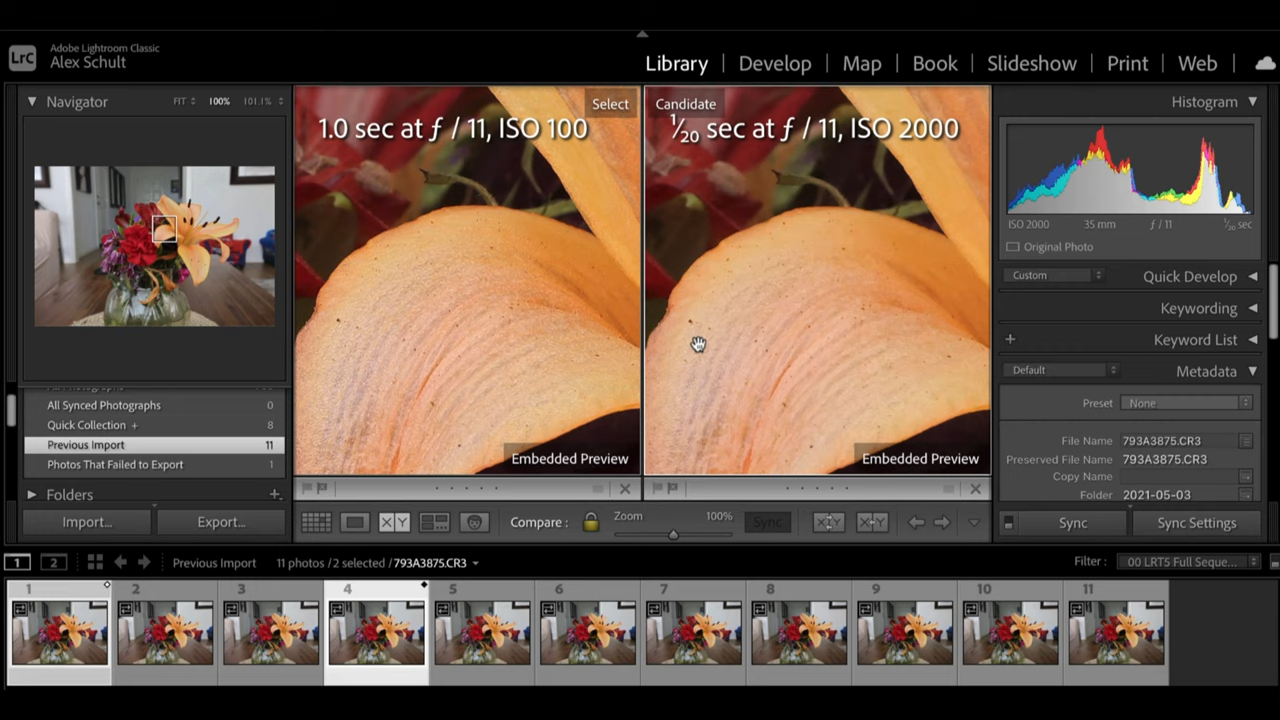 LrC
Adobe Lightroom Classic
Alex Schult
Library | Develop | Map | Book | Slideshow | Print | Web |
Navigator
FIT 100% 101.1%
All Synced Photographs 0
Quick Collection + 8
Previous Import 11
Photos That Failed to Export 1
Folders +
Import... Export...
Select
1.0 sec at ƒ / 11, ISO 100
Embedded Preview
Candidate
1/20 sec at ƒ / 11, ISO 2000
Embedded Preview
Histogram
ISO 2000 35 mm ƒ / 11 1/20 sec
Original Photo
Custom Quick Develop
Keywording
+ Keyword List
Default Metadata
Preset None
File Name 793A3875.CR3
Preserved File Name 793A3875.CR3
Copy Name
Folder 2021-05-03
Sync Sync Settings
X Y Compare : Zoom 100% Sync X Y X Y
1 2 Previous Import 11 photos / 2 selected / 793A3875.CR3
Filter : 00 LRT5 Full Seque...
1 2 3 4 5 6 7 8 9 10 11